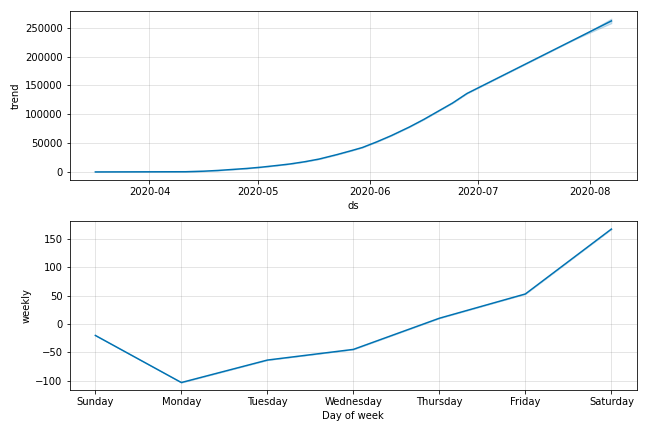 250000
200000
150000
100000
50000
0
trend
2020-04 2020-05 2020-06 2020-07 2020-08
ds
150
100
50
0
−50
−100
weekly
Sunday Monday Tuesday Wednesday Thursday Friday Saturday
Day of week